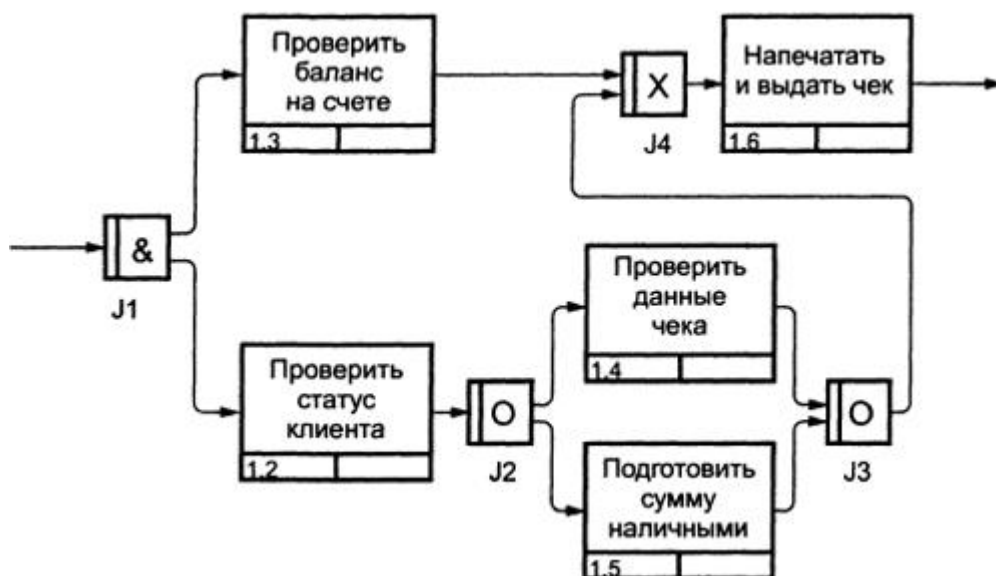 Проверить
баланс
на счете
1.3
X
J4
Напечатать
и выдать чек
1.6
&
J1
Проверить
статус
клиента
1.2
O
J2
Проверить
данные
чека
1.4
Подготовить
сумму
наличными
1.5
O
J3